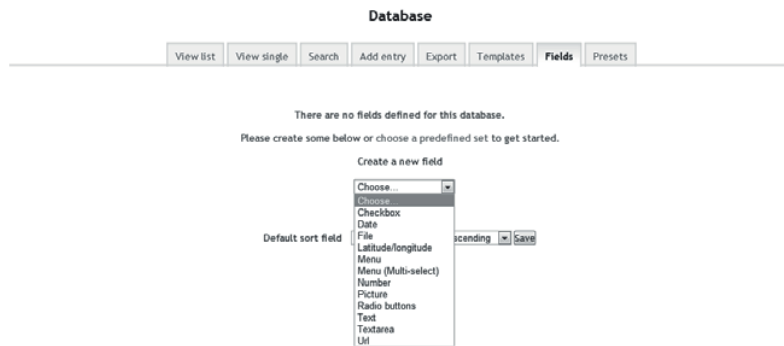 Database
View list View single Search Add entry Export Templates Fields Presets
There are no fields defined for this database.
Please create some below or choose a predefined set to get started.
Create a new field
Choose...
Choose...
Checkbox
Date
File
Default sort field scending Save
Latitude/longitude
Menu
Menu (Multi-select)
Number
Picture
Radio buttons
Text
Textarea
Url